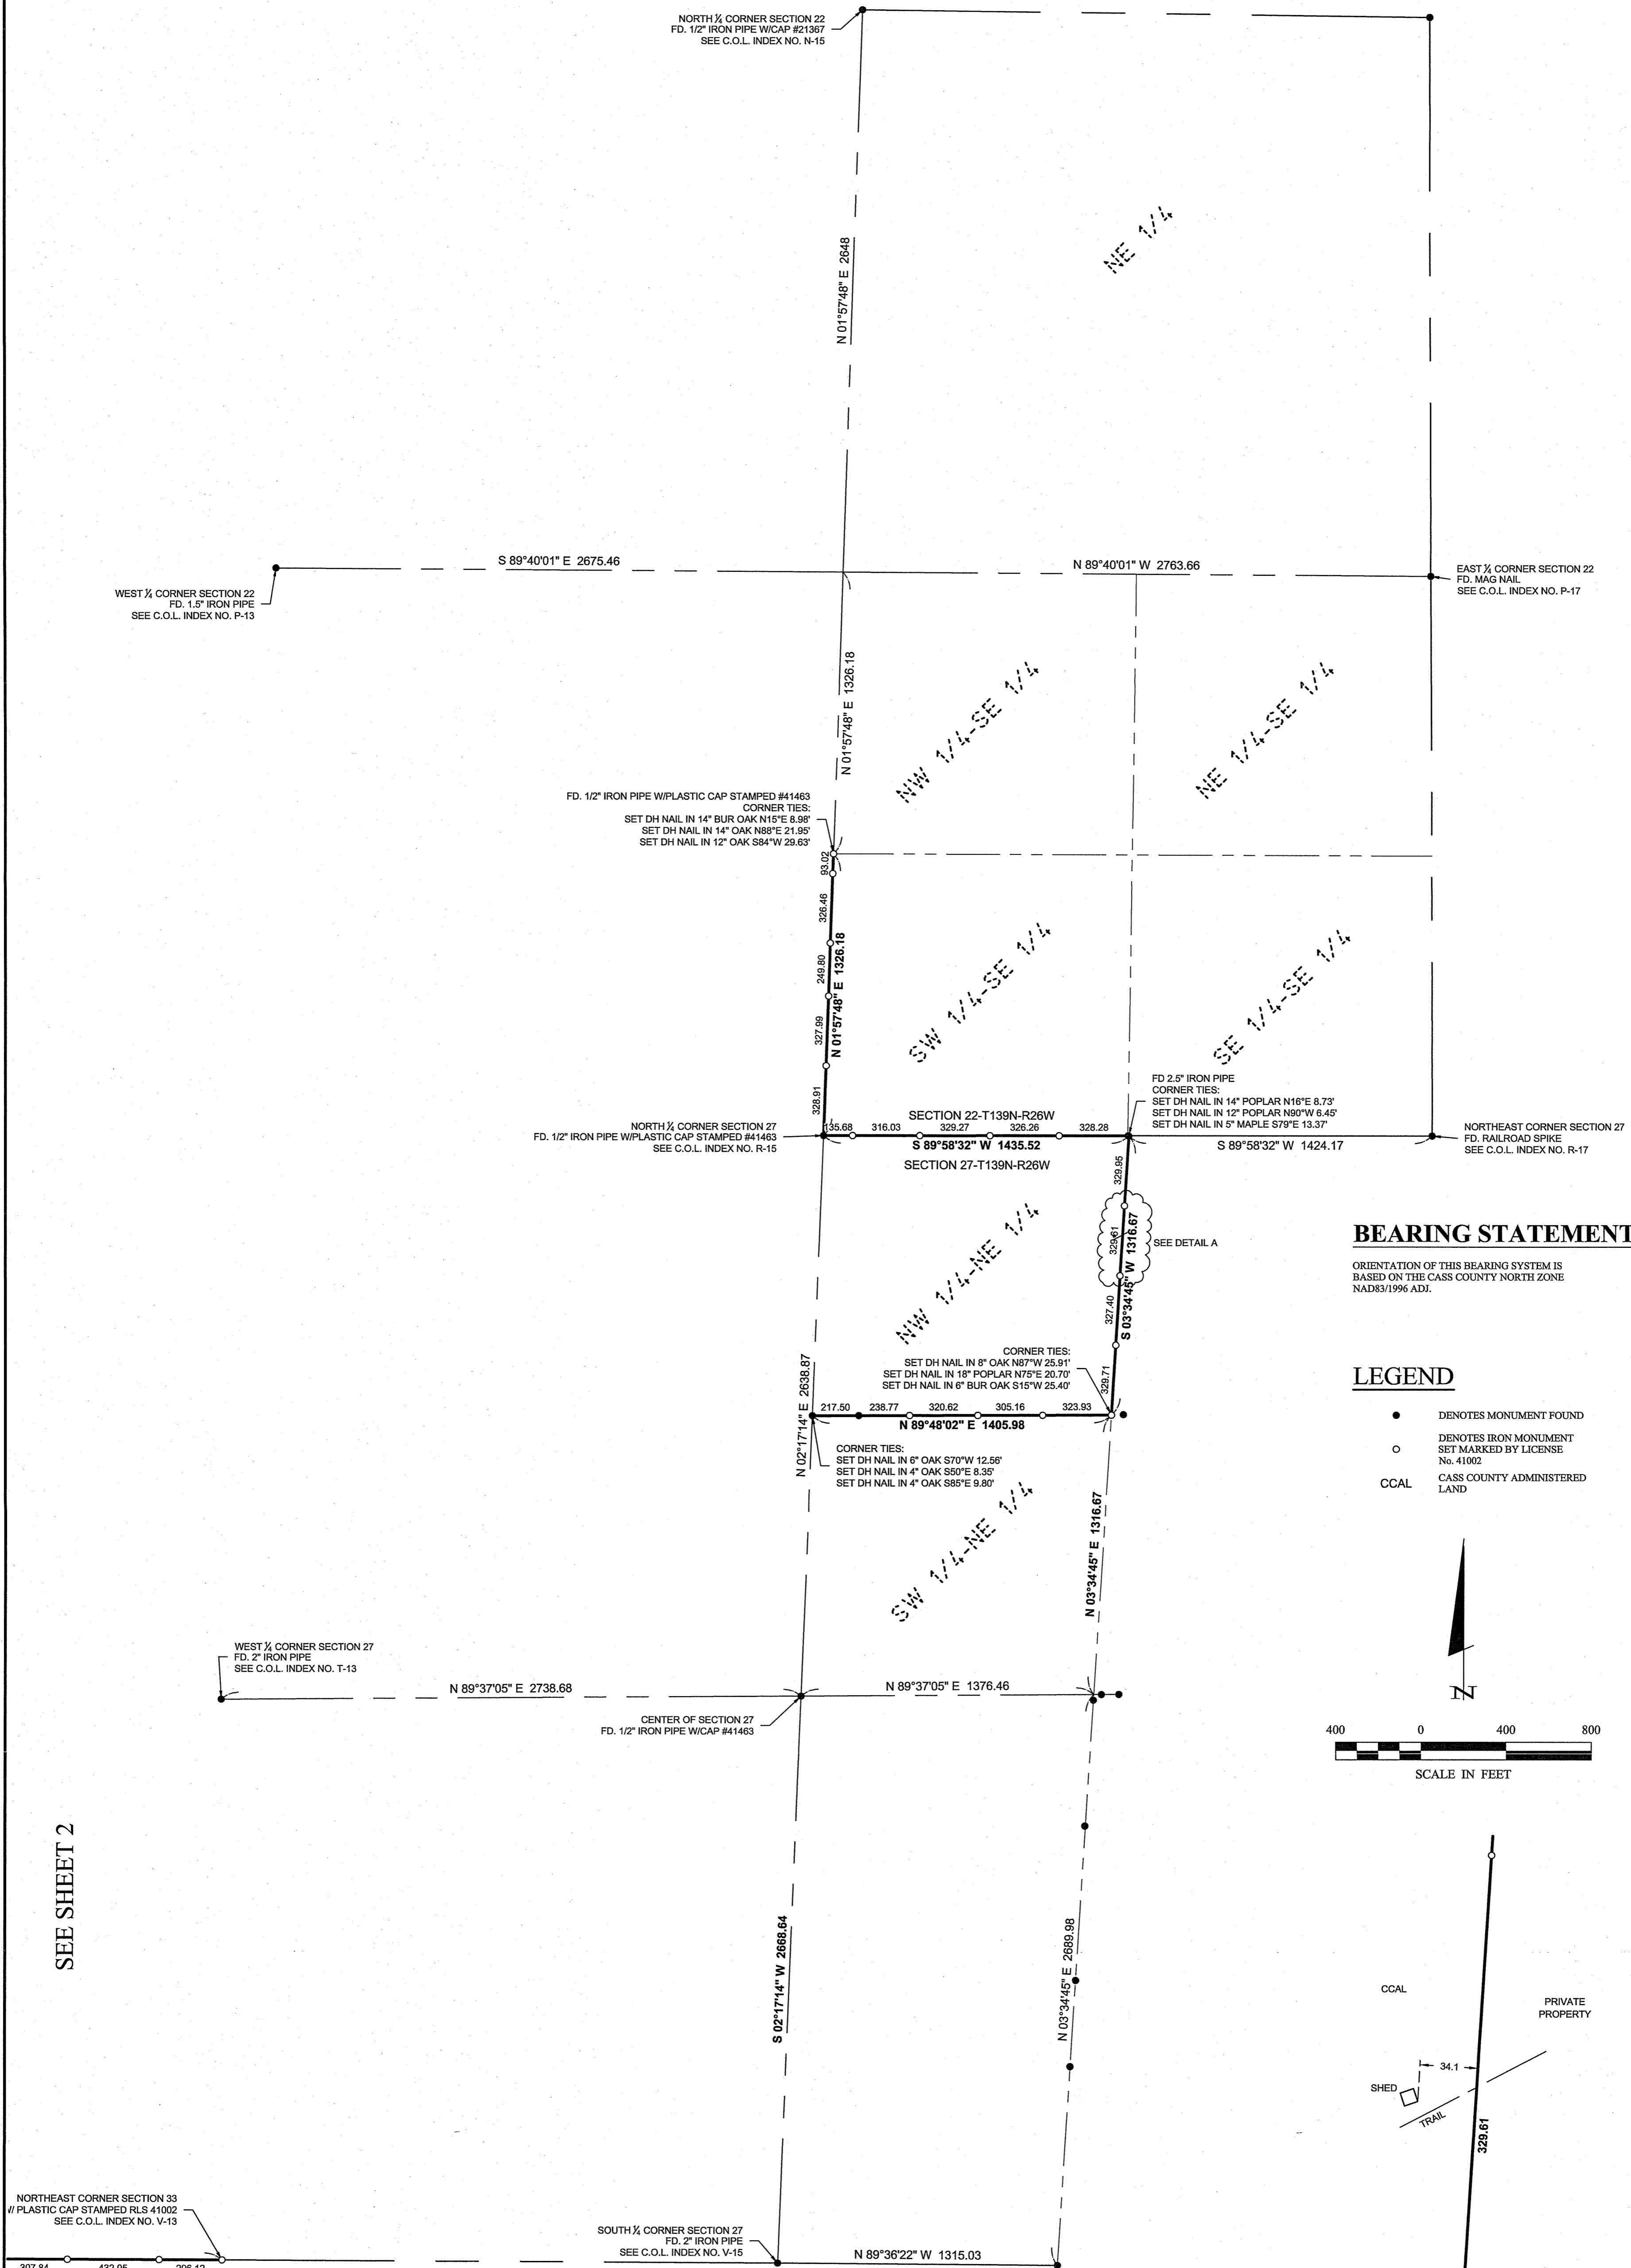 NORTH ¼ CORNER SECTION 22
FD. 1/2" IRON PIPE W/CAP #21367
SEE C.O.L. INDEX NO. N-15
N 01°57'48" E 2648
NE 1/4
S 89°40'01" E 2675.46
N 89°40'01" W 2763.66
WEST ¼ CORNER SECTION 22
FD. 1.5" IRON PIPE
SEE C.O.L. INDEX NO. P-13
EAST ¼ CORNER SECTION 22
FD. MAG NAIL
SEE C.O.L. INDEX NO. P-17
N 01°57'48" E 1326.18
NW 1/4-SE 1/4
NE 1/4-SE 1/4
FD. 1/2" IRON PIPE W/PLASTIC CAP STAMPED #41463
CORNER TIES:
SET DH NAIL IN 14" BUR OAK N15°E 8.98'
SET DH NAIL IN 14" OAK N88°E 21.95'
SET DH NAIL IN 12" OAK S84°W 29.63'
93.02
326.46
249.80
327.99
328.91
N 01°57'48" E 1326.18
SW 1/4-SE 1/4
SE 1/4-SE 1/4
FD 2.5" IRON PIPE
CORNER TIES:
SET DH NAIL IN 14" POPLAR N16°E 8.73'
SET DH NAIL IN 12" POPLAR N90°W 6.45'
SET DH NAIL IN 5" MAPLE S79°E 13.37'
NORTH ¼ CORNER SECTION 27
FD. 1/2" IRON PIPE W/PLASTIC CAP STAMPED #41463
SEE C.O.L. INDEX NO. R-15
SECTION 22-T139N-R26W
135.68 316.03 329.27 326.26 328.28
S 89°58'32" W 1435.52
SECTION 27-T139N-R26W
S 89°58'32" W 1424.17
NORTHEAST CORNER SECTION 27
FD. RAILROAD SPIKE
SEE C.O.L. INDEX NO. R-17
329.95
329.61
327.40
329.71
S 03°34'45" W 1316.67
SEE DETAIL A
NW 1/4-NE 1/4
BEARING STATEMENT
ORIENTATION OF THIS BEARING SYSTEM IS
BASED ON THE CASS COUNTY NORTH ZONE
NAD83/1996 ADJ.
N 02°17'14" E 2638.87
CORNER TIES:
SET DH NAIL IN 8" OAK N87°W 25.91'
SET DH NAIL IN 18" POPLAR N75°E 20.70'
SET DH NAIL IN 6" BUR OAK S15°W 25.40'
217.50 238.77 320.62 305.16 323.93
N 89°48'02" E 1405.98
CORNER TIES:
SET DH NAIL IN 6" OAK S70°W 12.56'
SET DH NAIL IN 4" OAK S50°E 8.35'
SET DH NAIL IN 4" OAK S85°E 9.80'
LEGEND
DENOTES MONUMENT FOUND
DENOTES IRON MONUMENT
SET MARKED BY LICENSE
No. 41002
CCAL CASS COUNTY ADMINISTERED
LAND
SW 1/4-NE 1/4
N 03°34'45" E 1316.67
WEST ¼ CORNER SECTION 27
FD. 2" IRON PIPE
SEE C.O.L. INDEX NO. T-13
N 89°37'05" E 2738.68
N 89°37'05" E 1376.46
CENTER OF SECTION 27
FD. 1/2" IRON PIPE W/CAP #41463
N
400 0 400 800
SCALE IN FEET
SEE SHEET 2
S 02°17'14" W 2668.64
N 03°34'45" E 2689.98
CCAL
PRIVATE
PROPERTY
34.1
SHED
TRAIL
329.61
NORTHEAST CORNER SECTION 33
W/ PLASTIC CAP STAMPED RLS 41002
SEE C.O.L. INDEX NO. V-13
SOUTH ¼ CORNER SECTION 27
FD. 2" IRON PIPE
SEE C.O.L. INDEX NO. V-15
N 89°36'22" W 1315.03